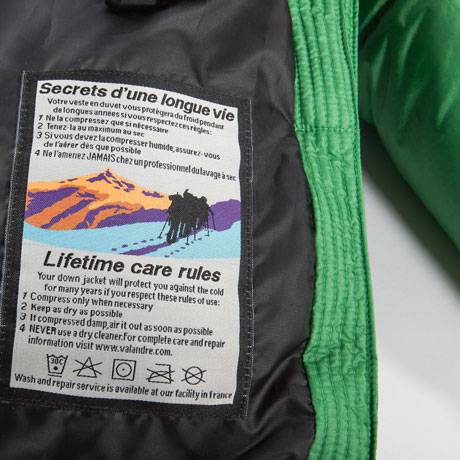 Secrets d'une longue vie
Votre veste en duvet vous protégera du froid pendant
de longues années si vous respectez ces règles:
1 Ne la compressez que si nécessaire
2 Tenez-la au maximum au sec
3 Si vous devez la compresser humide, assurez-vous
de l'aérer dès que possible
4 Ne l'amenez JAMAIS chez un professionnel du lavage à sec
Lifetime care rules
Your down jacket will protect you against the cold
for many years if you respect these rules of use:
1 Compress only when necessary
2 Keep as dry as possible
3 If compressed damp, air it out as soon as possible
4 NEVER use a dry cleaner. For complete care and repair
information visit www.valandre.com.
30C
Wash and repair service is available at our facility in france